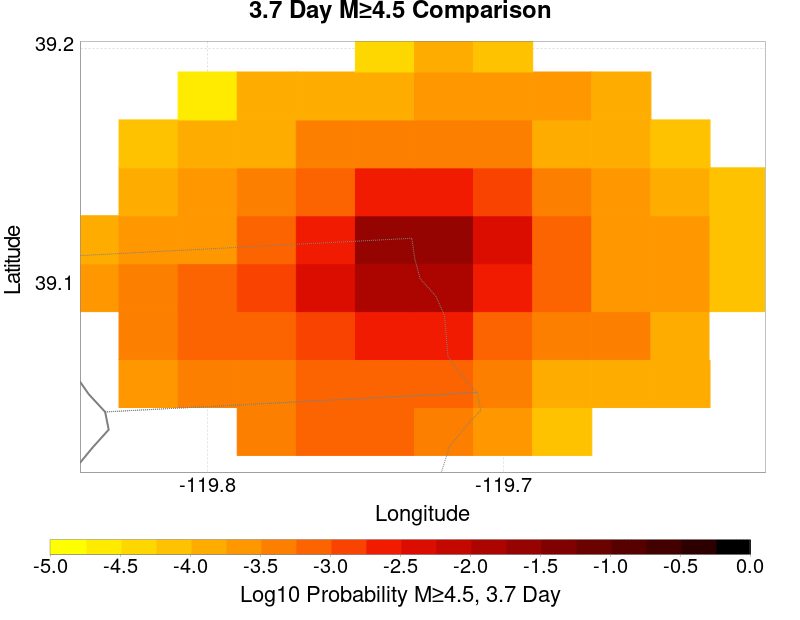 3.7 Day M≥4.5 Comparison
39.2
39.1
Latitude
-119.8 -119.7
Longitude
-5.0 -4.5 -4.0 -3.5 -3.0 -2.5 -2.0 -1.5 -1.0 -0.5 0.0
Log10 Probability M≥4.5, 3.7 Day